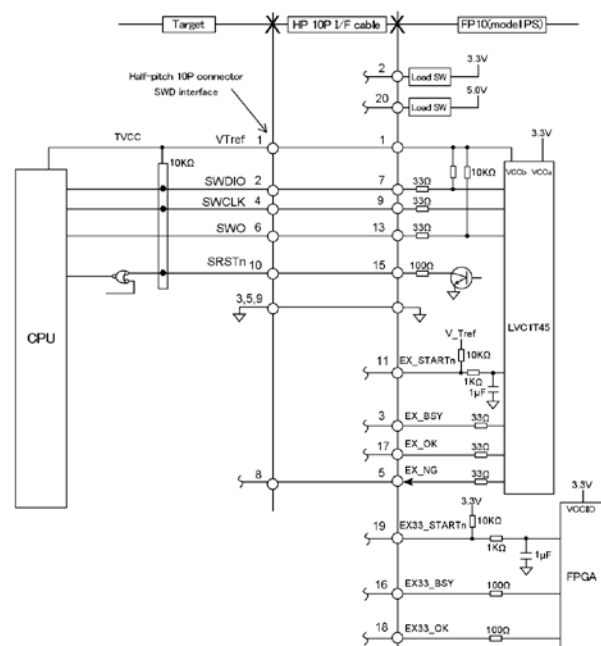 Target HP 10P I/F cable FP10(model IPS)
3.3V
2 Load SW
5.0V
20 Load SW
Half-pitch 10P connector
SWD interface
TVCC VTref 1 1 3.3V
10KΩ 10KΩ VCCb VCCa
SWDIO 2 7 33Ω
SWCLK 4 9 33Ω
SWO 6 13 33Ω
SRSTn 10 15 100Ω
3,5,9
CPU
LVC1T45
V_Tref
10KΩ
11 EX_STARTn
1KΩ
1μF
3 EX_BSY 33Ω
17 EX_OK 33Ω
8 5 EX_NG 33Ω
3.3V
VCCIO
3.3V
19 EX33_STARTn 10KΩ
1KΩ
1μF
FPGA
16 EX33_BSY 100Ω
18 EX33_OK 100Ω